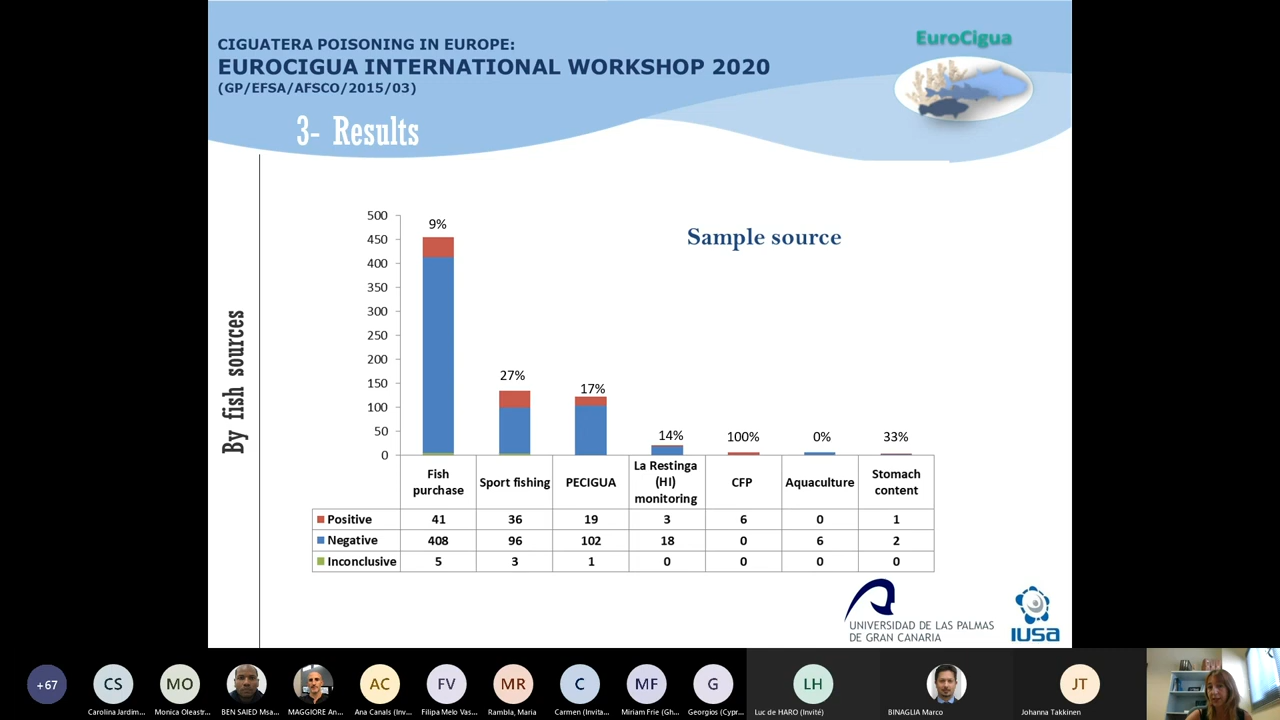 CIGUATERA POISONING IN EUROPE:
EUROCIGUA INTERNATIONAL WORKSHOP 2020
(GP/EFSA/AFSCO/2015/03)
EuroCigua
3- Results
By fish sources
Sample source
500
450
400
350
300
250
200
150
100
50
0
9%
27%
17%
14%
100%
0%
33%
Fish purchase Sport fishing PECIGUA La Restinga (HI) monitoring CFP Aquaculture Stomach content
Positive 41 36 19 3 6 0 1
Negative 408 96 102 18 0 6 2
Inconclusive 5 3 1 0 0 0 0
UNIVERSIDAD DE LAS PALMAS
DE GRAN CANARIA
IUSA
+67 CS MO AC FV MR C MF G LH JT
Carolina Jardim... Monica Oleastr... BEN SAIED Msa... MAGGIORE An... Ana Canals (Inv... Filipa Melo Vas... Rambla, Maria Carmen (Invita... Miriam Frie (Gh... Georgios (Cypr... Luc de HARO (Invité) BINAGLIA Marco Johanna Takkinen